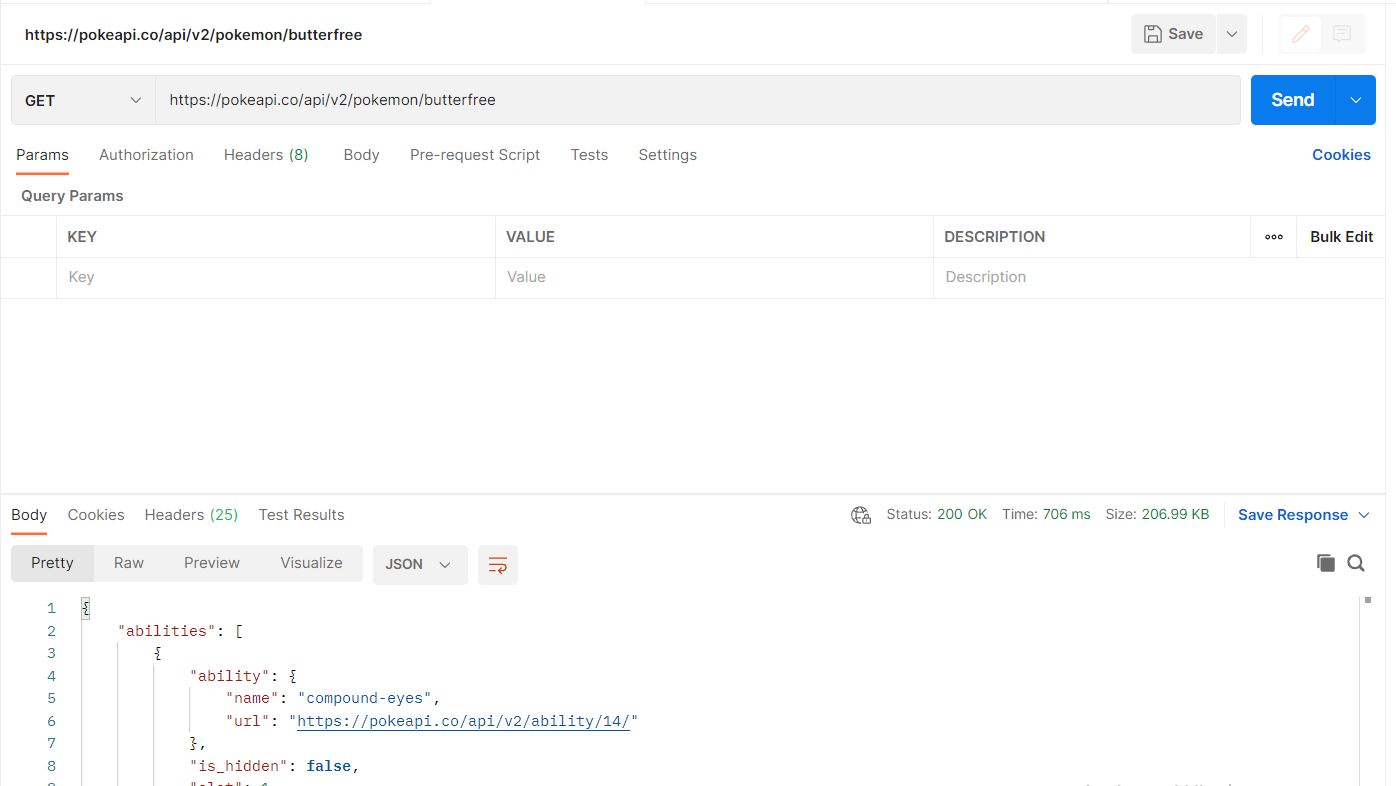 https://pokeapi.co/api/v2/pokemon/butterfree Save
GET https://pokeapi.co/api/v2/pokemon/butterfree Send
Params Authorization Headers (8) Body Pre-request Script Tests Settings Cookies
Query Params
KEY VALUE DESCRIPTION ooo Bulk Edit
Key Value Description
Body Cookies Headers (25) Test Results Status: 200 OK Time: 706 ms Size: 206.99 KB Save Response
Pretty Raw Preview Visualize JSON
1 {
2 "abilities": [
3 {
4 "ability": {
5 "name": "compound-eyes",
6 "url": "https://pokeapi.co/api/v2/ability/14/"
7 },
8 "is_hidden": false,